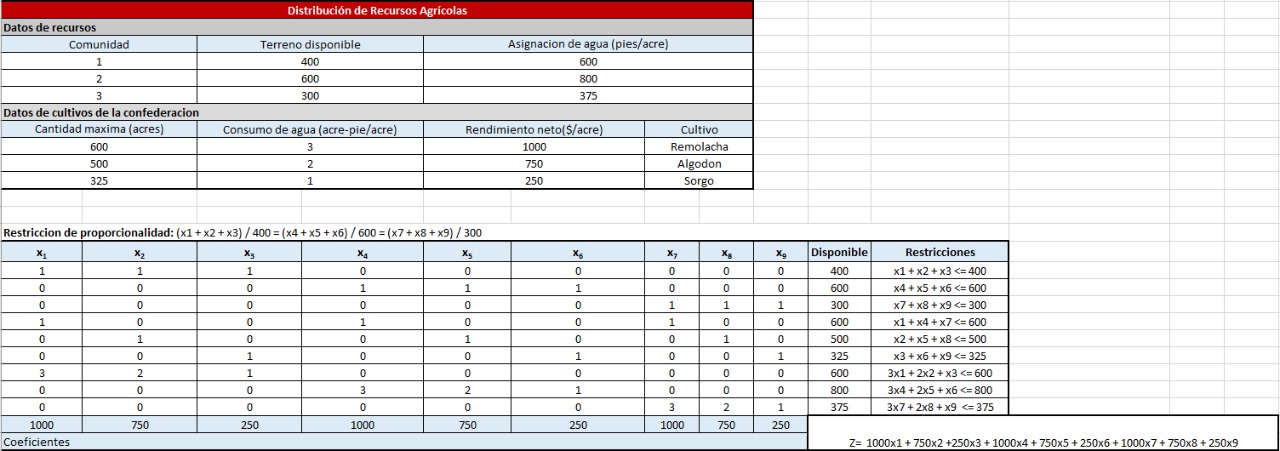 Distribución de Recursos Agrícolas
Datos de recursos
Comunidad Terreno disponible Asignacion de agua (pies/acre)
1 400 600
2 600 800
3 300 375
Datos de cultivos de la confederacion
Cantidad maxima (acres) Consumo de agua (acre-pie/acre) Rendimiento neto($/acre) Cultivo
600 3 1000 Remolacha
500 2 750 Algodon
325 1 250 Sorgo
Restriccion de proporcionalidad: (x1 + x2 + x3) / 400 = (x4 + x5 + x6) / 600 = (x7 + x8 + x9) / 300
x₁ x₂ x₃ x₄ x₅ x₆ x₇ x₈ x₉ Disponible Restricciones
1 1 1 0 0 0 0 0 0 400 x1 + x2 + x3 <= 400
0 0 0 1 1 1 0 0 0 600 x4 + x5 + x6 <= 600
0 0 0 0 0 0 1 1 1 300 x7 + x8 + x9 <= 300
1 0 0 1 0 0 1 0 0 600 x1 + x4 + x7 <= 600
0 1 0 0 1 0 0 1 0 500 x2 + x5 + x8 <= 500
0 0 1 0 0 1 0 0 1 325 x3 + x6 + x9 <= 325
3 2 1 0 0 0 0 0 0 600 3x1 + 2x2 + x3 <= 600
0 0 0 3 2 1 0 0 0 800 3x4 + 2x5 + x6 <= 800
0 0 0 0 0 0 3 2 1 375 3x7 + 2x8 + x9 <= 375
1000 750 250 1000 750 250 1000 750 250
Coeficientes Z= 1000x1 + 750x2 +250x3 + 1000x4 + 750x5 + 250x6 + 1000x7 + 750x8 + 250x9